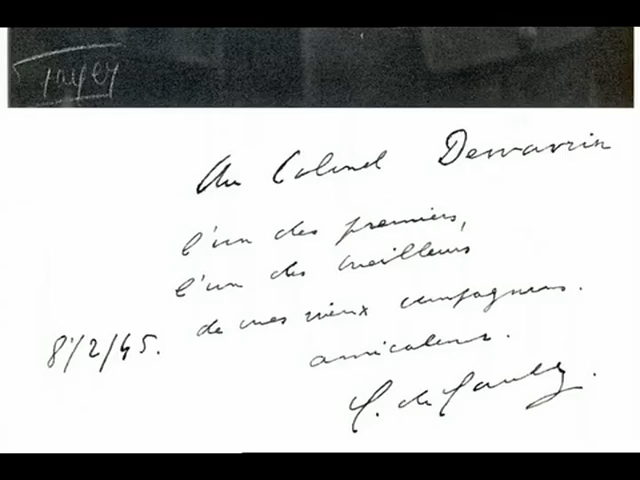 Au Colonel Dewavrin
l'un des premiers,
l'un des meilleurs
de mes vieux compagnons.
8/2/45.
amicalement.
C. de Gaulle.